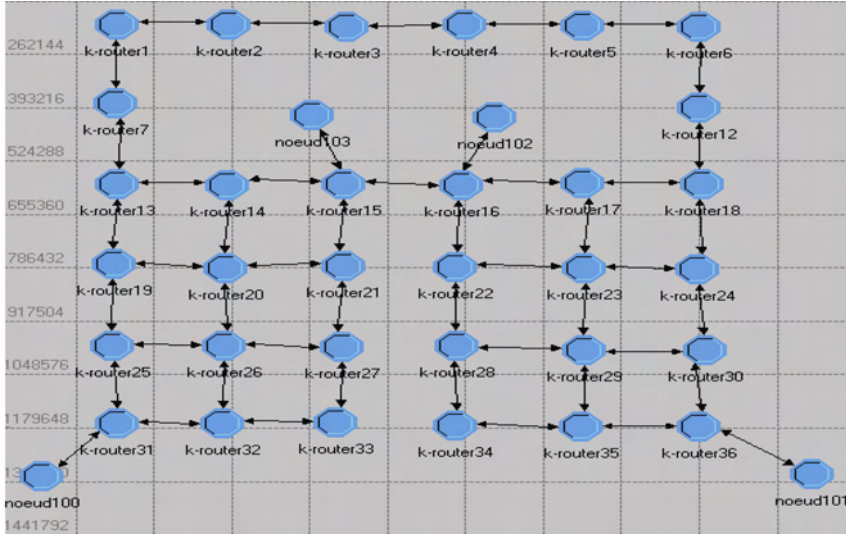 k-router1 k-router2 k-router3 k-router4 k-router5 k-router6
262144
393216
k-router7 k-router12
noeud103 noeud102
524288
k-router13 k-router14 k-router15 k-router16 k-router17 k-router18
655360
786432
k-router19 k-router20 k-router21 k-router22 k-router23 k-router24
917504
1048576
k-router25 k-router26 k-router27 k-router28 k-router29 k-router30
1179648
k-router31 k-router32 k-router33 k-router34 k-router35 k-router36
noeud100 noeud101
1441792